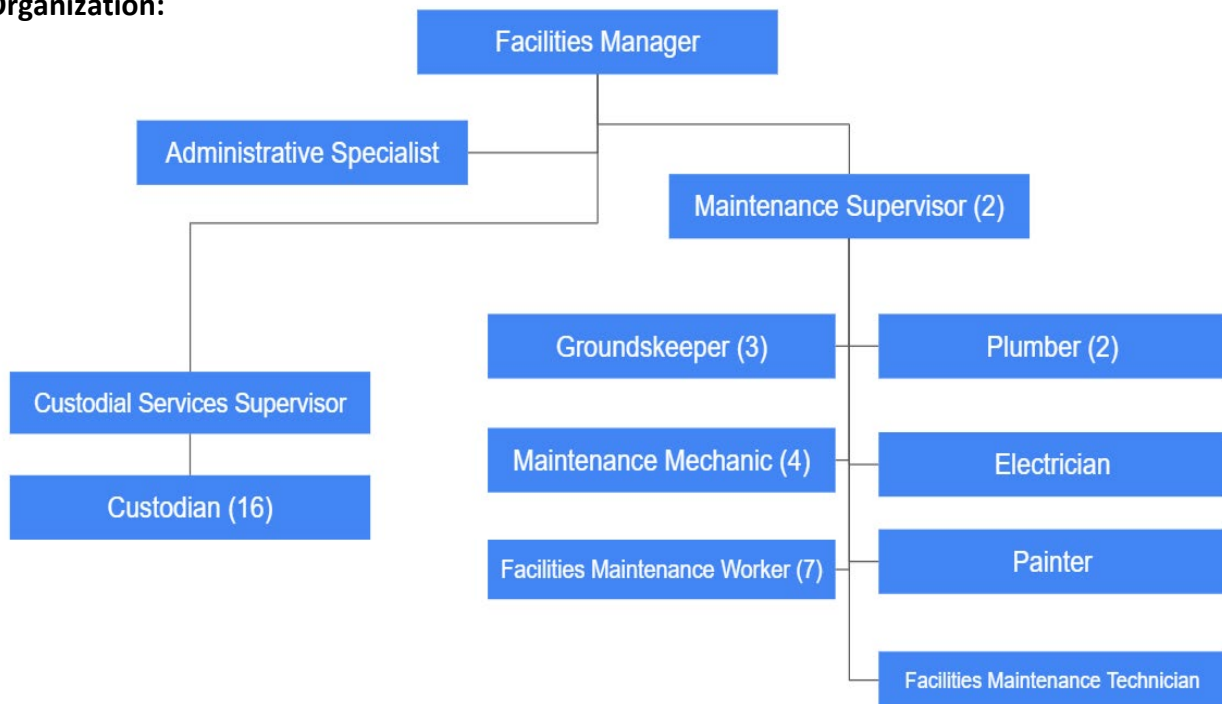 Organization:
Facilities Manager
Administrative Specialist
Maintenance Supervisor (2)
Groundskeeper (3)
Plumber (2)
Custodial Services Supervisor
Maintenance Mechanic (4)
Electrician
Custodian (16)
Facilities Maintenance Worker (7)
Painter
Facilities Maintenance Technician